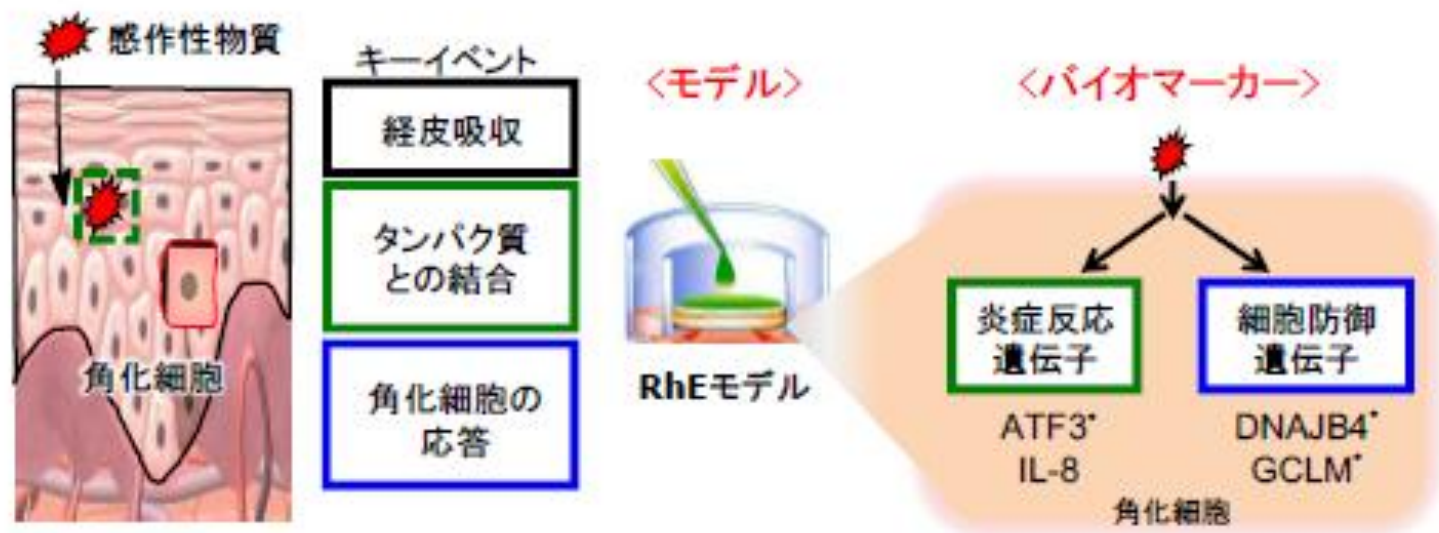 感作性物質
角化細胞
キーイベント
経皮吸収
タンパク質
との結合
角化細胞の
応答
<モデル>
RhEモデル
<バイオマーカー>
炎症反応
遺伝子
ATF3*
IL-8
細胞防御
遺伝子
DNAJB4*
GCLM*
角化細胞